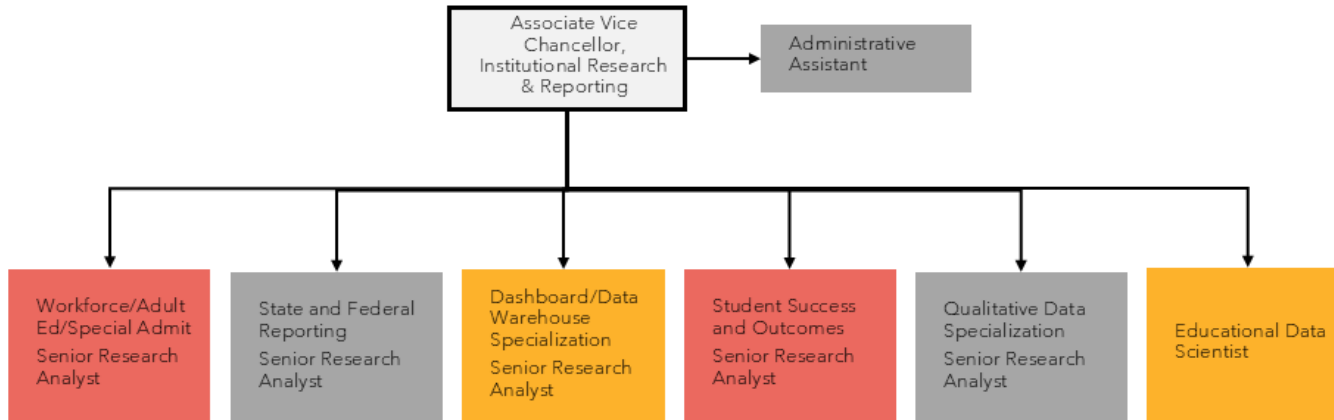 Associate Vice
Chancellor,
Institutional Research
& Reporting
Administrative
Assistant
Workforce/Adult
Ed/Special Admit
Senior Research
Analyst
State and Federal
Reporting
Senior Research
Analyst
Dashboard/Data
Warehouse
Specialization
Senior Research
Analyst
Student Success
and Outcomes
Senior Research
Analyst
Qualitative Data
Specialization
Senior Research
Analyst
Educational Data
Scientist